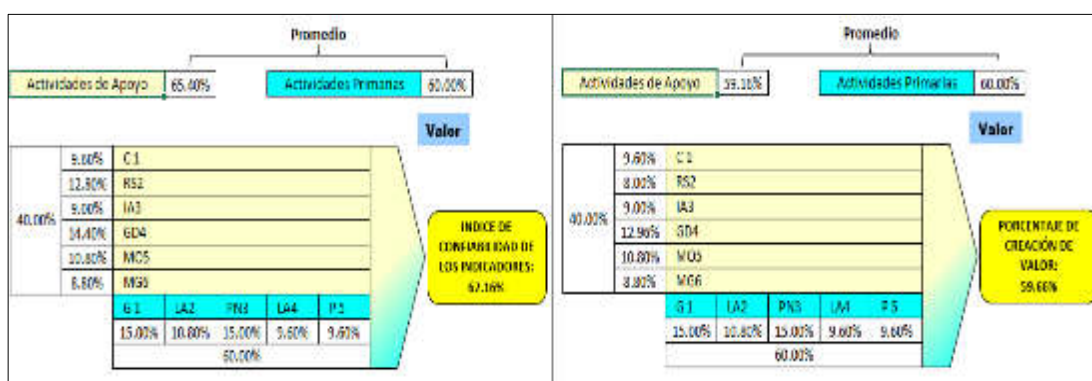 Promedio
Actividades de Apoyo 65.40% Actividades Primarias 60.00%
Valor
40.00%
9.60% C 1
12.80% RS2
9.00% IA3
14.40% GD4
10.80% MO5
8.80% MG6
G 1 LA2 PN3 LA4 P 5
15.00% 10.80% 15.00% 9.60% 9.60%
60.00%
INDICE DE
CONFIABILIDAD DE
LOS INDICADORES:
62.16%
Promedio
Actividades de Apoyo 59.16% Actividades Primarias 60.00%
Valor
40.00%
9.60% C 1
8.00% RS2
9.00% IA3
12.96% GD4
10.80% MO5
8.80% MG6
G 1 LA2 PN3 LA4 P 5
15.00% 10.80% 15.00% 9.60% 9.60%
60.00%
PORCENTAJE DE
CREACIÓN DE
VALOR:
59.66%